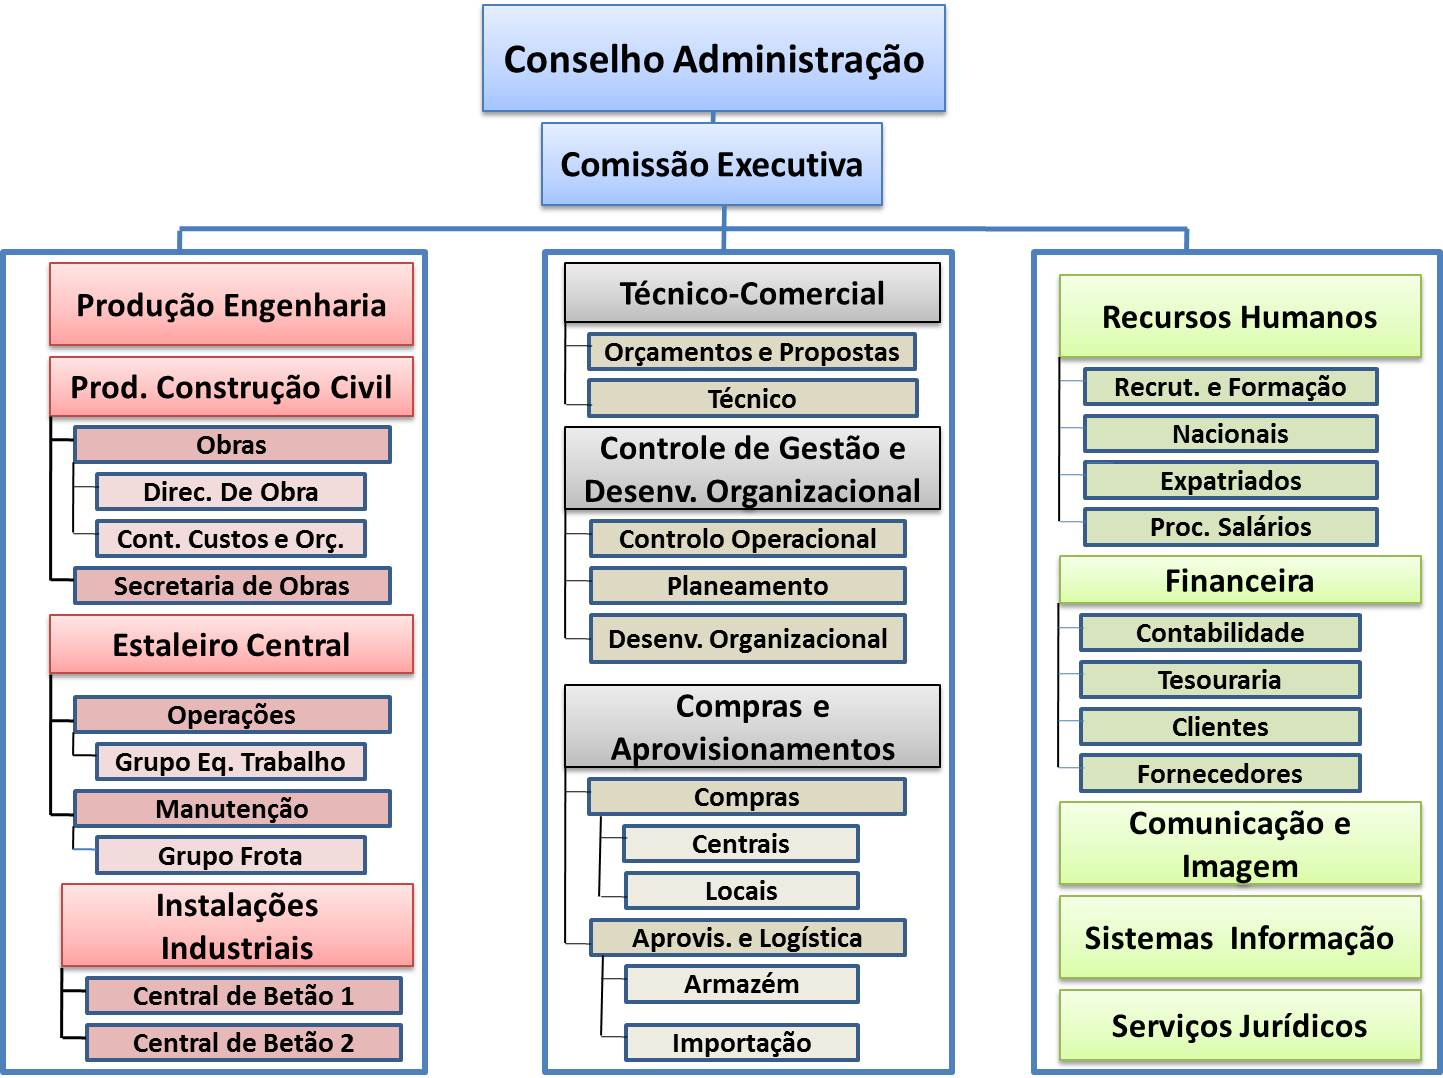 Conselho Administração
Comissão Executiva
Produção Engenharia
Prod. Construção Civil
Obras
Direc. De Obra
Cont. Custos e Orç.
Secretaria de Obras
Estaleiro Central
Operações
Grupo Eq. Trabalho
Manutenção
Grupo Frota
Instalações
Industriais
Central de Betão 1
Central de Betão 2
Técnico-Comercial
Orçamentos e Propostas
Técnico
Controle de Gestão e
Desenv. Organizacional
Controlo Operacional
Planeamento
Desenv. Organizacional
Compras e
Aprovisionamentos
Compras
Centrais
Locais
Aprovis. e Logística
Armazém
Importação
Recursos Humanos
Recrut. e Formação
Nacionais
Expatriados
Proc. Salários
Financeira
Contabilidade
Tesouraria
Clientes
Fornecedores
Comunicação e
Imagem
Sistemas Informação
Serviços Jurídicos